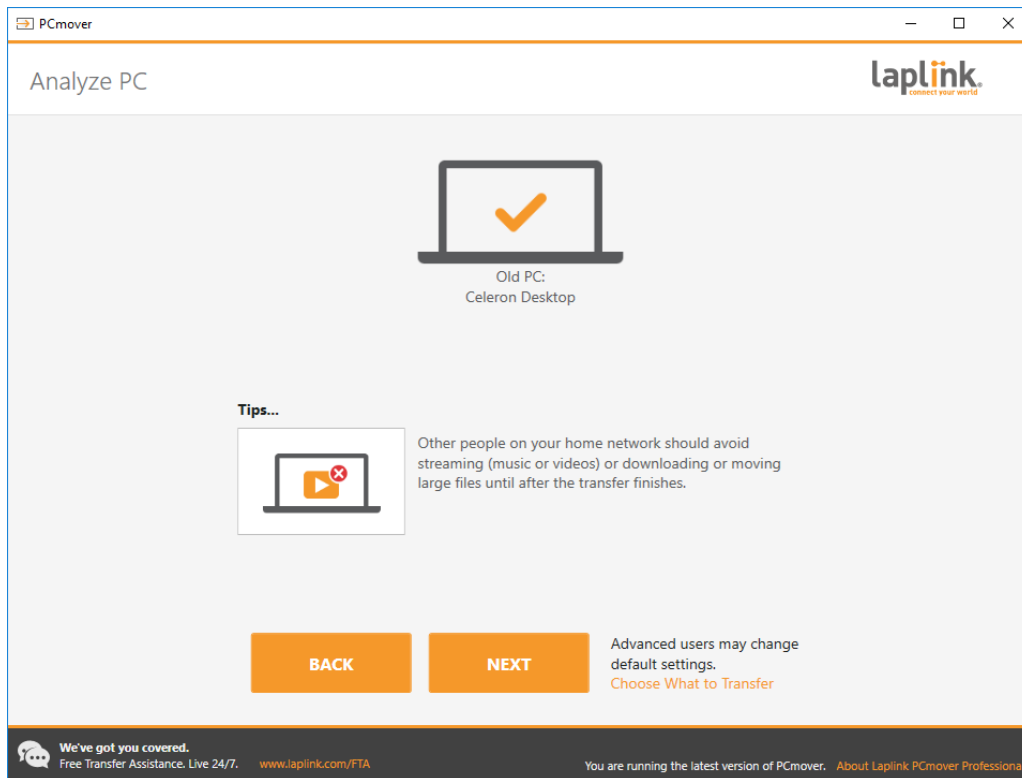 PCmover
Analyze PC
laplink.
connect your world
Old PC:
Celeron Desktop
Tips...
Other people on your home network should avoid
streaming (music or videos) or downloading or moving
large files until after the transfer finishes.
BACK
NEXT
Advanced users may change
default settings.
Choose What to Transfer
We've got you covered.
Free Transfer Assistance. Live 24/7. www.laplink.com/FTA
You are running the latest version of PCmover. About Laplink PCmover Professiona